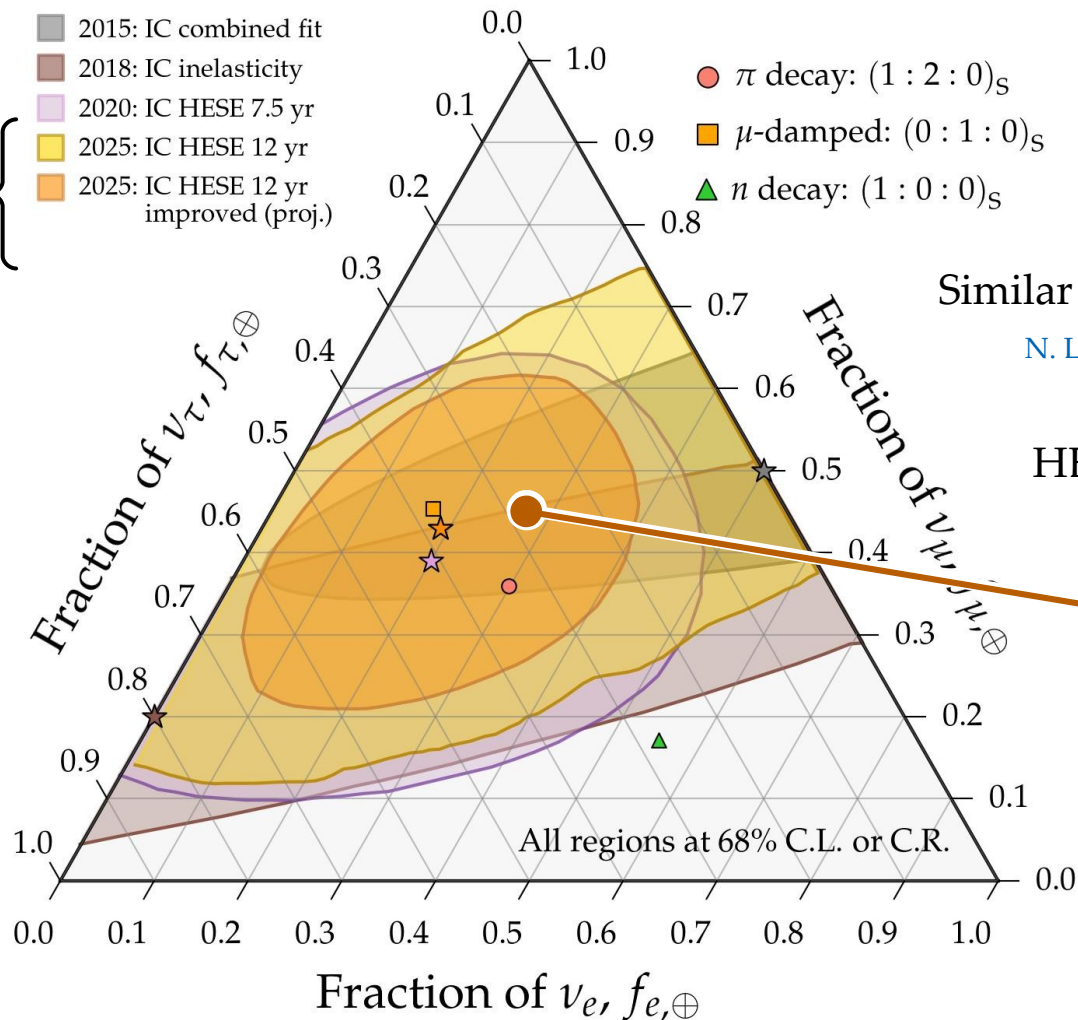 2015: IC combined fit
2018: IC inelasticity
2020: IC HESE 7.5 yr
2025: IC HESE 12 yr
2025: IC HESE 12 yr
improved (proj.)
π decay: (1 : 2 : 0)S
μ-damped: (0 : 1 : 0)S
n decay: (1 : 0 : 0)S
Similar
N. L
HE
Fraction of ντ, fτ,⊕
0.0
0.1
0.2
0.3
0.4
0.5
0.6
0.7
0.8
0.9
1.0
Fraction of νμ, fμ,⊕
1.0
0.9
0.8
0.7
0.6
0.5
0.4
0.3
0.2
0.1
0.0
All regions at 68% C.L. or C.R.
0.0 0.1 0.2 0.3 0.4 0.5 0.6 0.7 0.8 0.9 1.0
Fraction of νe, fe,⊕